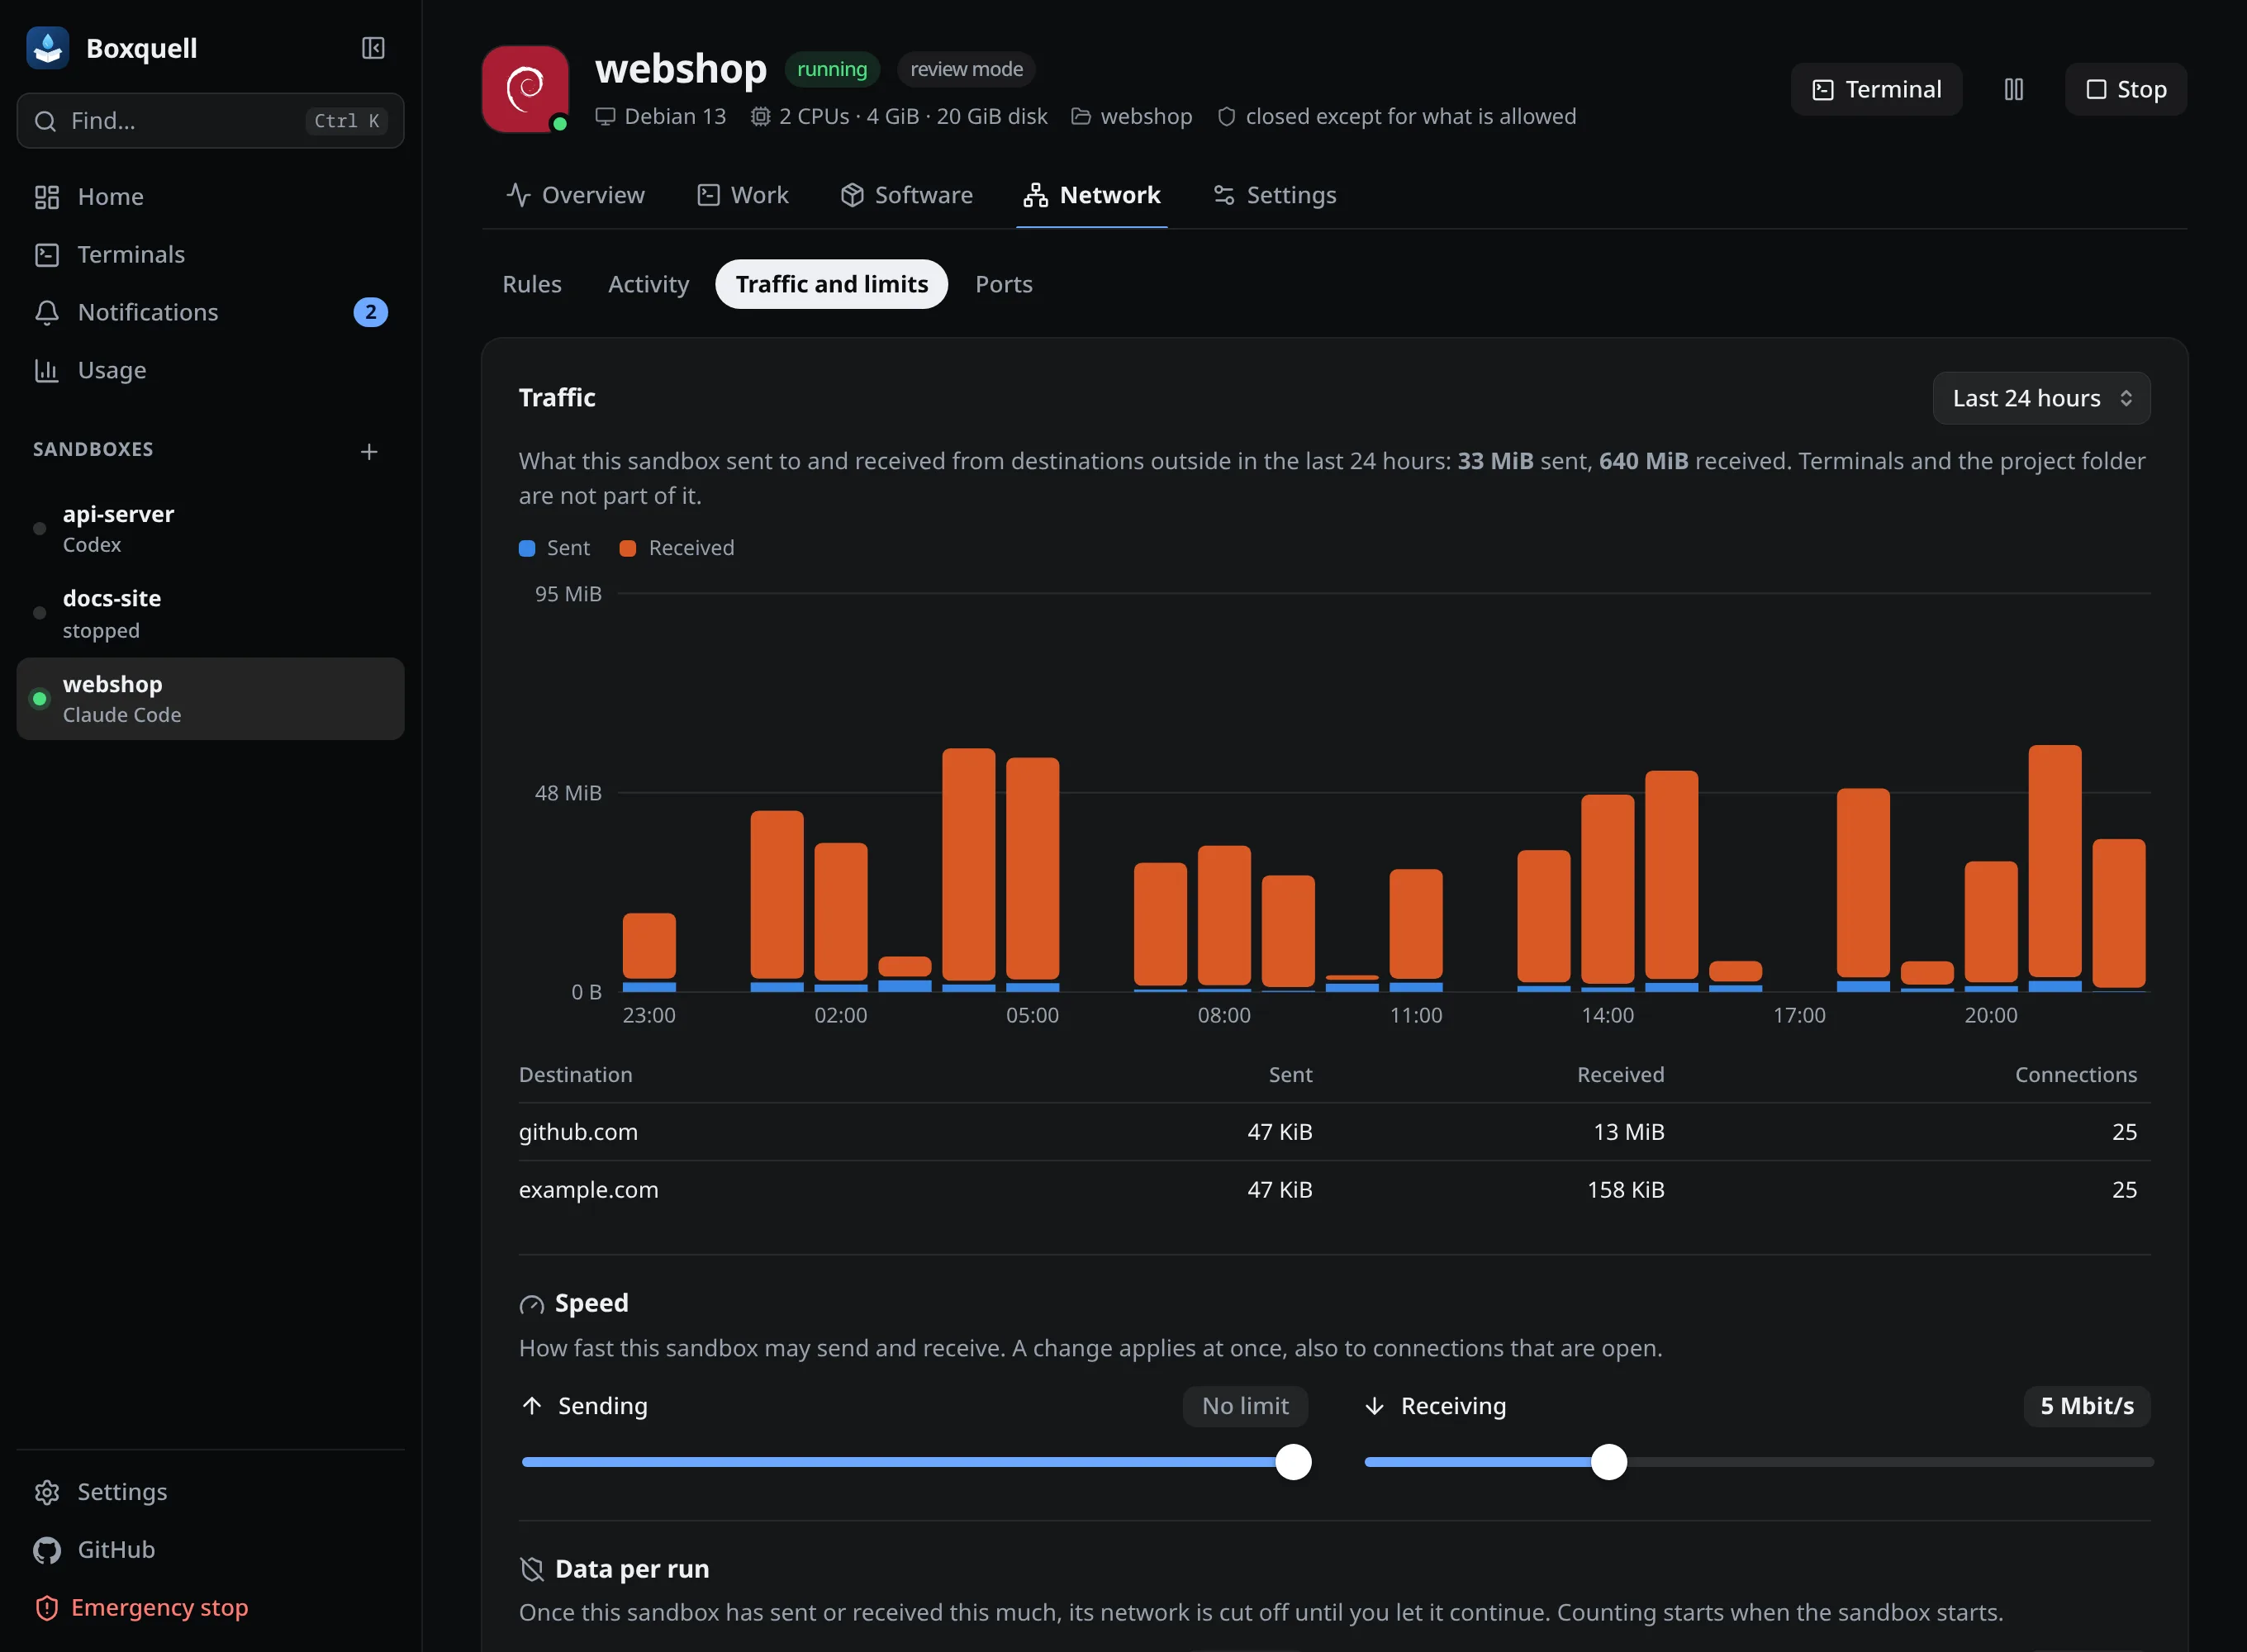 Boxquell
Find...
Ctrl K
Home
Terminals
Notifications
2
Usage
SANDBOXES
api-server
Codex
docs-site
stopped
webshop
Claude Code
Settings
GitHub
Emergency stop
webshop
running
review mode
Debian 13
2 CPUs · 4 GiB · 20 GiB disk
webshop
closed except for what is allowed
Terminal
Stop
Overview
Work
Software
Network
Settings
Rules
Activity
Traffic and limits
Ports
Traffic
Last 24 hours
What this sandbox sent to and received from destinations outside in the last 24 hours: 33 MiB sent, 640 MiB received. Terminals and the project folder
are not part of it.
Sent
Received
95 MiB
48 MiB
0 B
23:00 02:00 05:00 08:00 11:00 14:00 17:00 20:00
Destination Sent Received Connections
github.com 47 KiB 13 MiB 25
example.com 47 KiB 158 KiB 25
Speed
How fast this sandbox may send and receive. A change applies at once, also to connections that are open.
Sending
No limit
Receiving
5 Mbit/s
Data per run
Once this sandbox has sent or received this much, its network is cut off until you let it continue. Counting starts when the sandbox starts.